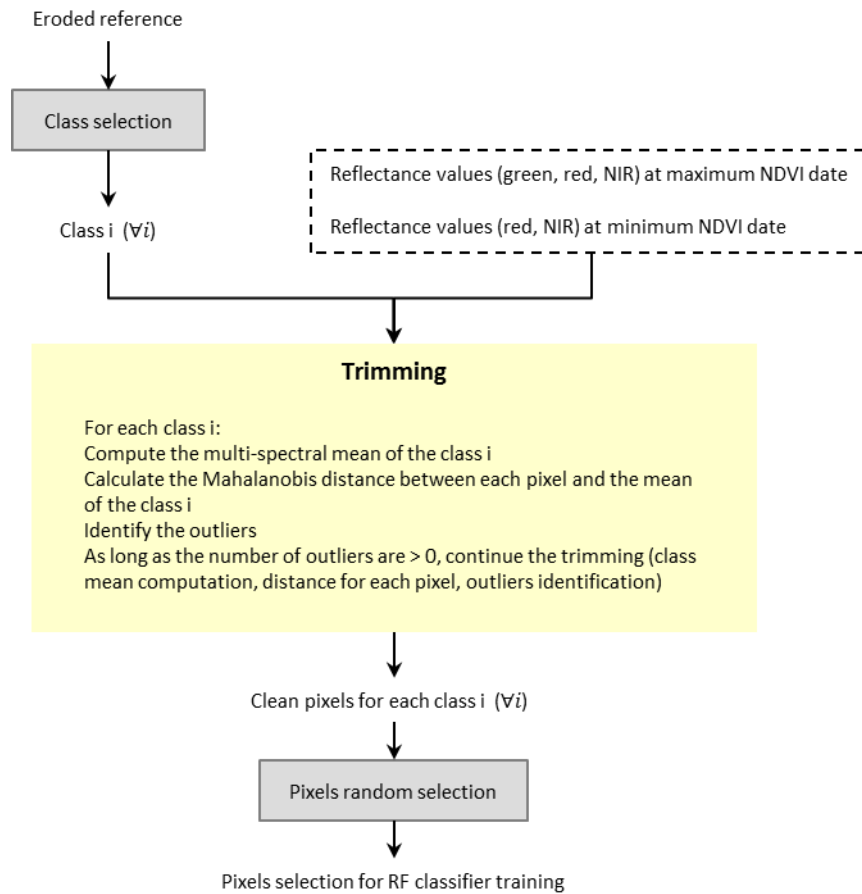 Eroded reference
Class selection
Class i (∀i)
Reflectance values (green, red, NIR) at maximum NDVI date
Reflectance values (red, NIR) at minimum NDVI date
Trimming
For each class i:
Compute the multi-spectral mean of the class i
Calculate the Mahalanobis distance between each pixel and the mean
of the class i
Identify the outliers
As long as the number of outliers are > 0, continue the trimming (class
mean computation, distance for each pixel, outliers identification)
Clean pixels for each class i (∀i)
Pixels random selection
Pixels selection for RF classifier training